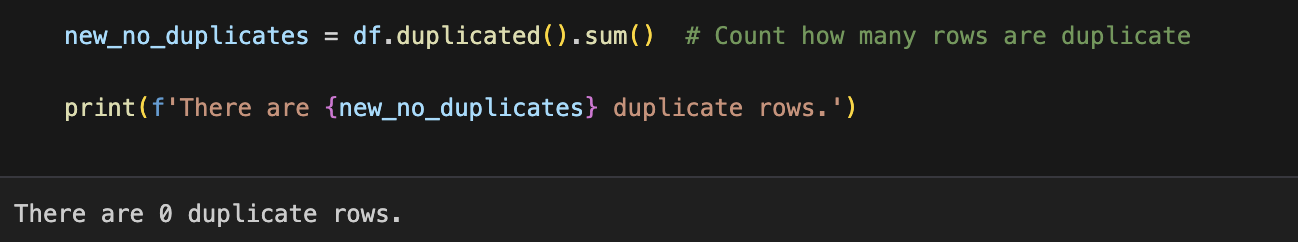 new_no_duplicates = df.duplicated().sum()  # Count how many rows are duplicate
print(f'There are {new_no_duplicates} duplicate rows.')
There are 0 duplicate rows.